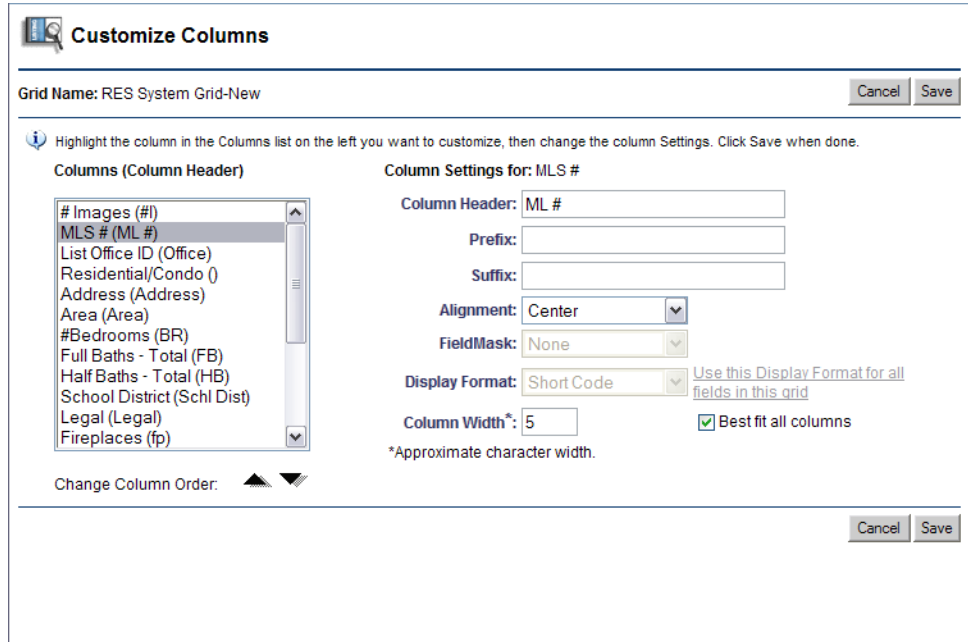 Customize Columns
Grid Name: RES System Grid-New
Cancel Save
Highlight the column in the Columns list on the left you want to customize, then change the column Settings. Click Save when done.
Columns (Column Header)
# Images (#I)
MLS # (ML #)
List Office ID (Office)
Residential/Condo ()
Address (Address)
Area (Area)
#Bedrooms (BR)
Full Baths - Total (FB)
Half Baths - Total (HB)
School District (Schl Dist)
Legal (Legal)
Fireplaces (fp)
Change Column Order:
Column Settings for: MLS #
Column Header: ML #
Prefix:
Suffix:
Alignment: Center
FieldMask: None
Display Format: Short Code
Use this Display Format for all
fields in this grid
Column Width*: 5
Best fit all columns
*Approximate character width.
Cancel Save